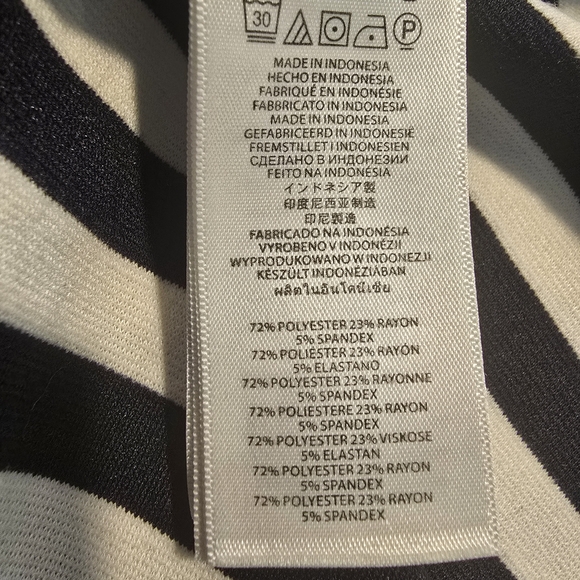 30
P
MADE IN INDONESIA
HECHO EN INDONESIA
FABRIQUÉ EN INDONÉSIE
FABBRICATO IN INDONESIA
MADE IN INDONESIA
GEFABRICEERD IN INDONESIË
FREMSTILLET I INDONESIEN
СДЕЛАНО В ИНДОНЕЗИИ
FEITO NA INDONÉSIA
インドネシア製
印度尼西亚制造
印尼製造
FABRICADO NA INDONÉSIA
VYROBENO V INDONÉZII
WYPRODUKOWANO W INDONEZJI
KÉSZÜLT INDONÉZIÁBAN
ผลิตในอินโดนีเซีย
72% POLYESTER 23% RAYON
5% SPANDEX
72% POLIÉSTER 23% RAYÓN
5% ELASTANO
72% POLYESTER 23% RAYONNE
5% SPANDEX
72% POLIESTERE 23% RAYON
5% SPANDEX
72% POLYESTER 23% VISKOSE
5% ELASTAN
72% POLYESTER 23% RAYON
5% SPANDEX
72% POLYESTER 23% RAYON
5% SPANDEX